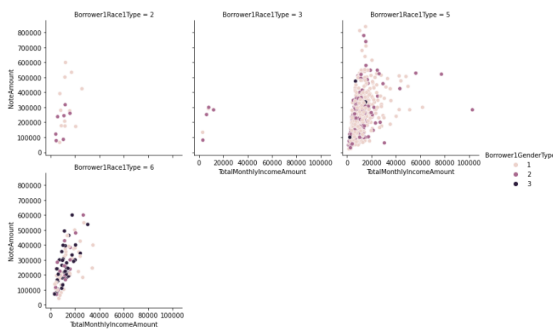 Borrower1Race1Type = 2
Borrower1Race1Type = 3
Borrower1Race1Type = 5
800000
700000
600000
500000
400000
300000
200000
100000
0
NoteAmount
0 20000 40000 60000 80000 100000
TotalMonthlyIncomeAmount
0 20000 40000 60000 80000 100000
TotalMonthlyIncomeAmount
Borrower1GenderType
1
2
3
Borrower1Race1Type = 6
800000
700000
600000
500000
400000
300000
200000
100000
0
NoteAmount
0 20000 40000 60000 80000 100000
TotalMonthlyIncomeAmount